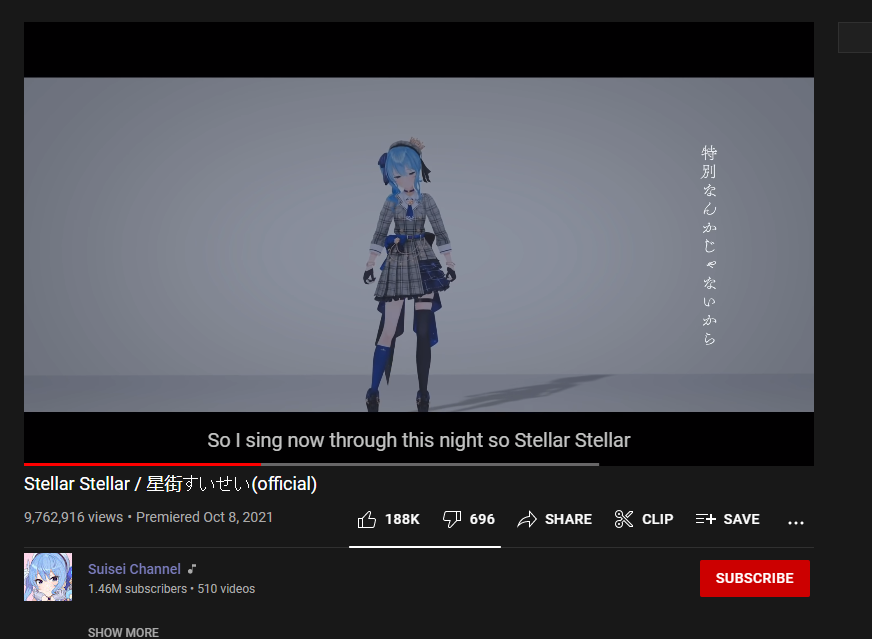 特別なんかじゃないから
So I sing now through this night so Stellar Stellar
Stellar Stellar / 星街すいせい(official)
9,762,916 views • Premiered Oct 8, 2021
188K
696
SHARE
CLIP
SAVE
Suisei Channel
1.46M subscribers • 510 videos
SUBSCRIBE
SHOW MORE